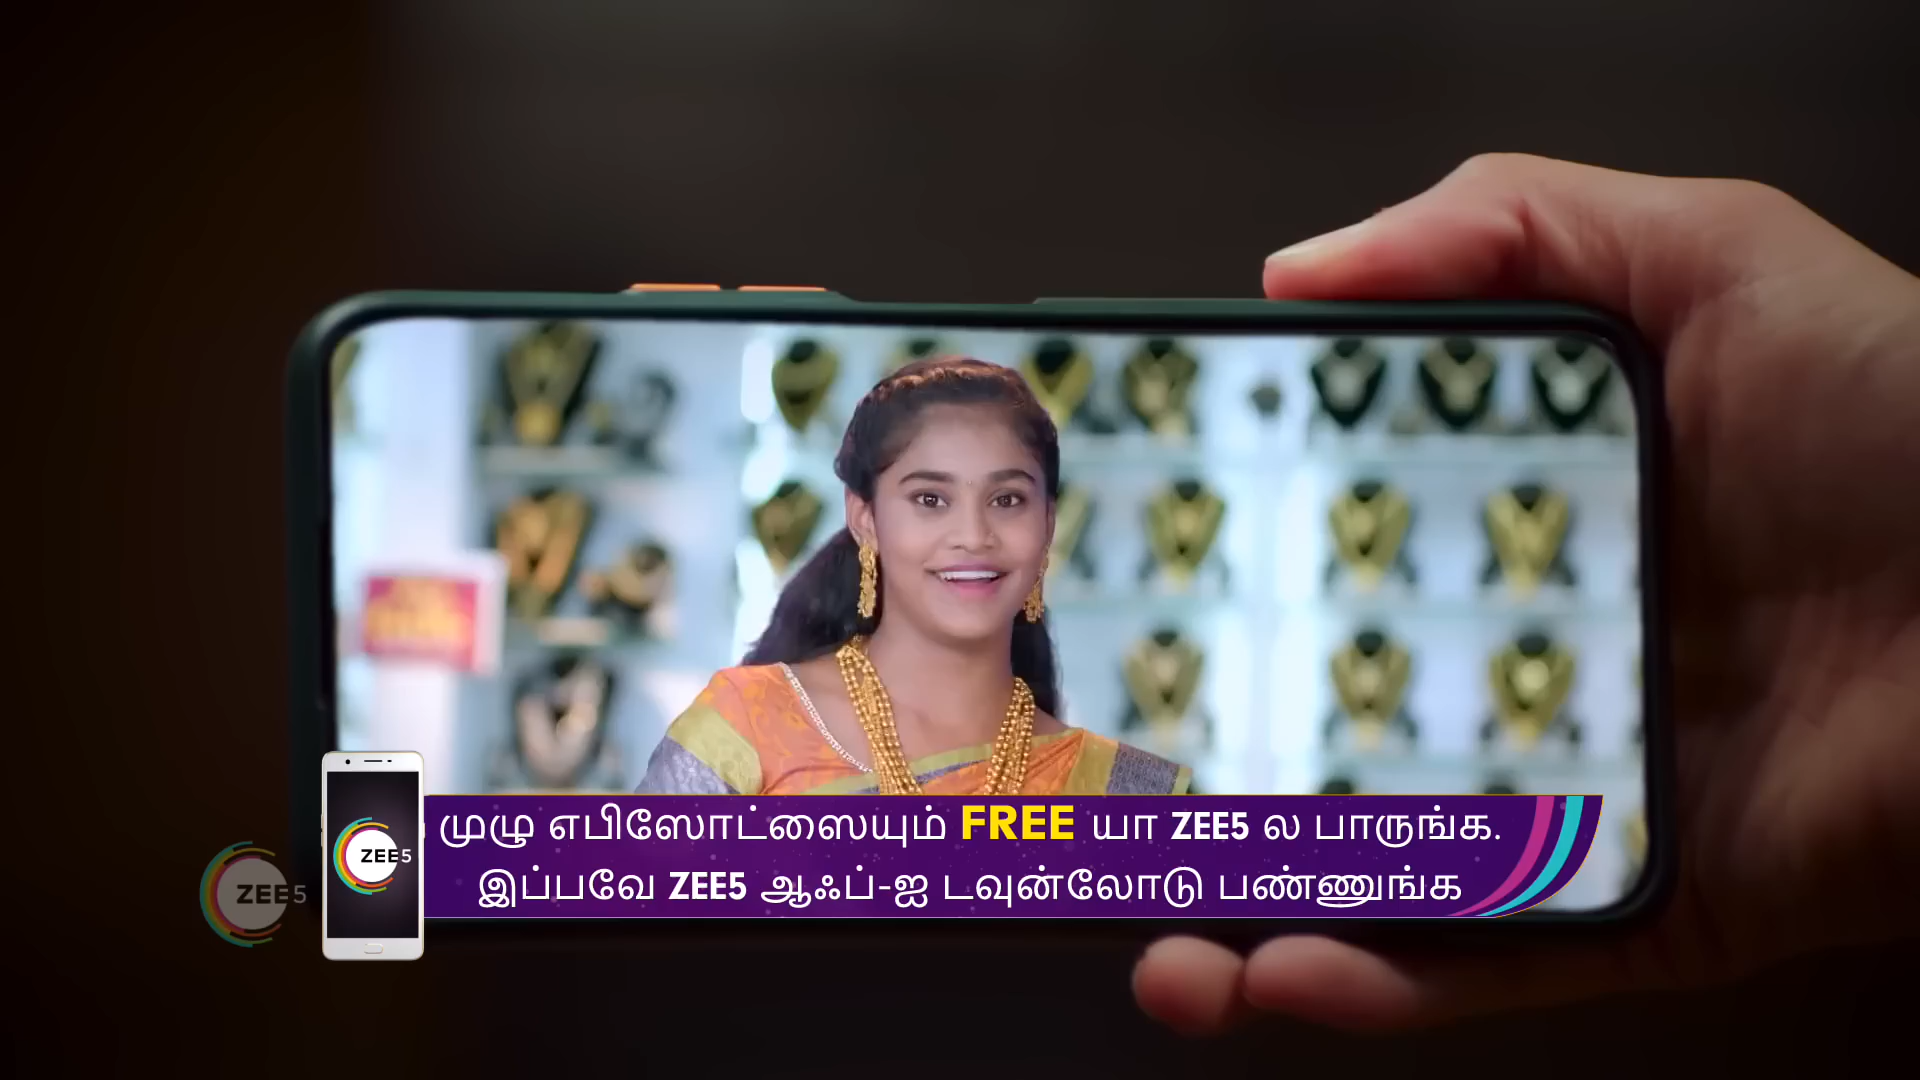 முழு எபிஸோட்ஸையும் FREE யா ZEE5 ல பாருங்க.
இப்பவே ZEE5 ஆஃப்-ஐ டவுன்லோடு பண்ணுங்க
ZEE5
ZEE5